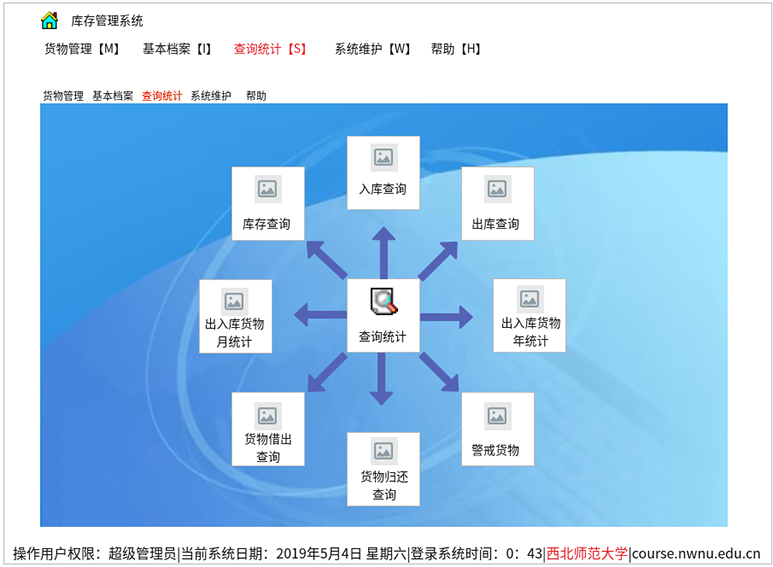 库存管理系统
货物管理【M】 基本档案【I】 查询统计【S】 系统维护【W】 帮助【H】
货物管理 基本档案 查询统计 系统维护 帮助
入库查询
库存查询
出库查询
出入库货物
月统计
查询统计
出入库货物
年统计
货物借出
查询
货物归还
查询
警戒货物
操作用户权限：超级管理员|当前系统日期：2019年5月4日 星期六|登录系统时间：0：43|西北师范大学|course.nwnu.edu.cn